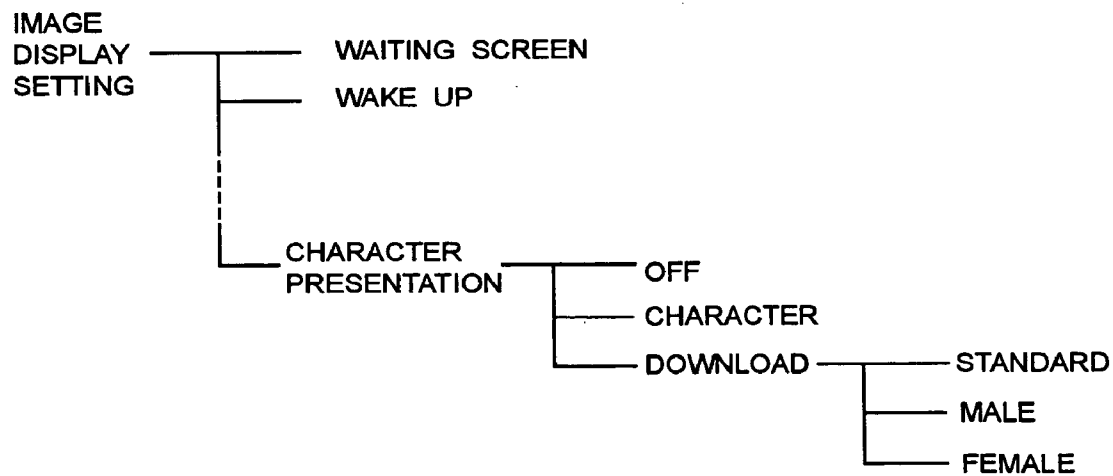 IMAGE
DISPLAY
SETTING
WAITING SCREEN
WAKE UP
CHARACTER
PRESENTATION
OFF
CHARACTER
DOWNLOAD
STANDARD
MALE
FEMALE